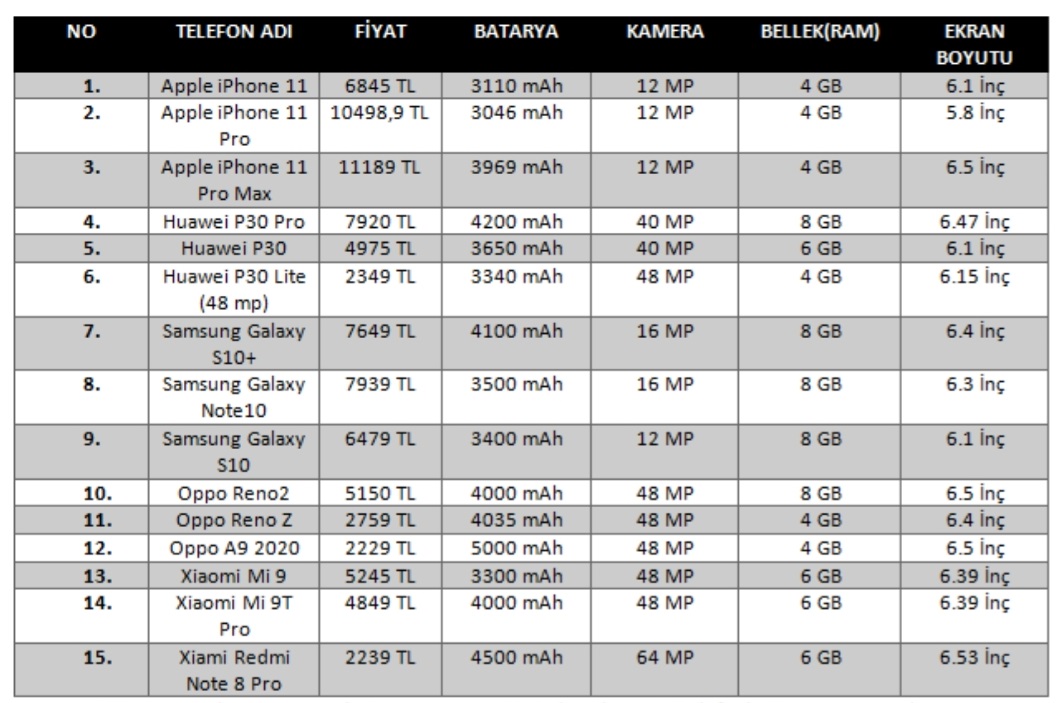 NO TELEFON ADI FİYAT BATARYA KAMERA BELLEK(RAM) EKRAN
BOYUTU
1. Apple iPhone 11 6845 TL 3110 mAh 12 MP 4 GB 6.1 İnç
2. Apple iPhone 11 10498,9 TL 3046 mAh 12 MP 4 GB 5.8 İnç
Pro
3. Apple iPhone 11 11189 TL 3969 mAh 12 MP 4 GB 6.5 İnç
Pro Max
4. Huawei P30 Pro 7920 TL 4200 mAh 40 MP 8 GB 6.47 İnç
5. Huawei P30 4975 TL 3650 mAh 40 MP 6 GB 6.1 İnç
6. Huawei P30 Lite 2349 TL 3340 mAh 48 MP 4 GB 6.15 İnç
(48 mp)
7. Samsung Galaxy 7649 TL 4100 mAh 16 MP 8 GB 6.4 İnç
S10+
8. Samsung Galaxy 7939 TL 3500 mAh 16 MP 8 GB 6.3 İnç
Note10
9. Samsung Galaxy 6479 TL 3400 mAh 12 MP 8 GB 6.1 İnç
S10
10. Oppo Reno2 5150 TL 4000 mAh 48 MP 8 GB 6.5 İnç
11. Oppo Reno Z 2759 TL 4035 mAh 48 MP 4 GB 6.4 İnç
12. Oppo A9 2020 2229 TL 5000 mAh 48 MP 4 GB 6.5 İnç
13. Xiaomi Mi 9 5245 TL 3300 mAh 48 MP 6 GB 6.39 İnç
14. Xiaomi Mi 9T 4849 TL 4000 mAh 48 MP 6 GB 6.39 İnç
Pro
15. Xiami Redmi 2239 TL 4500 mAh 64 MP 6 GB 6.53 İnç
Note 8 Pro